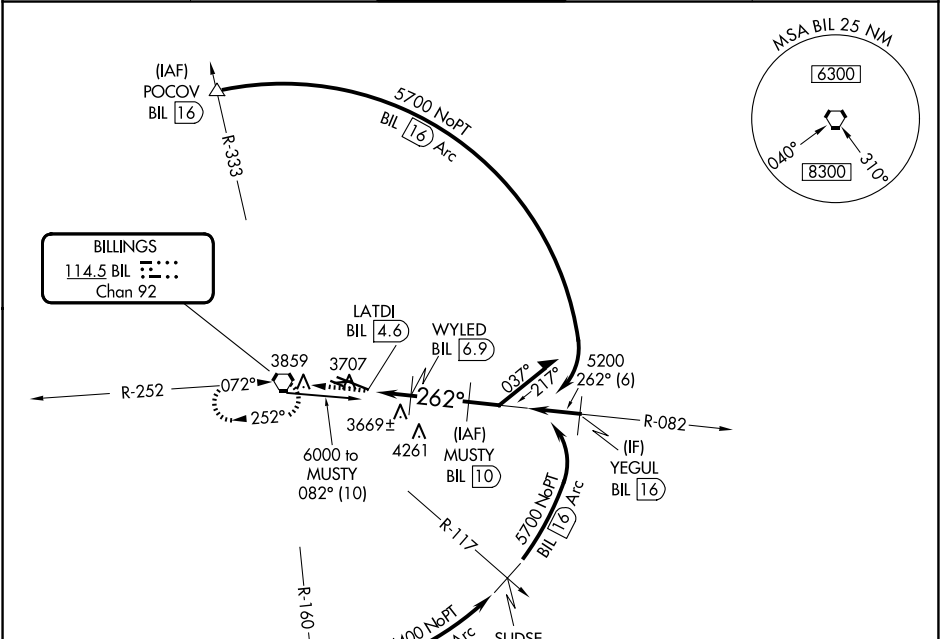 MSA BIL 25 NM
6300
040°
310°
8300
(IAF)
POCOV
BIL 16
5700 NoPT
BIL 16 Arc
R-333
BILLINGS
114.5 BIL
Chan 92
LATDI
BIL 4.6
WYLED
BIL 6.9
3859
3707
R-252
072°
252°
262°
037°
217°
5200
262° (6)
R-082
3669±
4261
(IAF)
MUSTY
BIL 10
6000 to
MUSTY
082° (10)
(IF)
YEGUL
BIL 16
5700 NoPT
BIL 16 Arc
R-117
R-160
400 NoPT
Arc